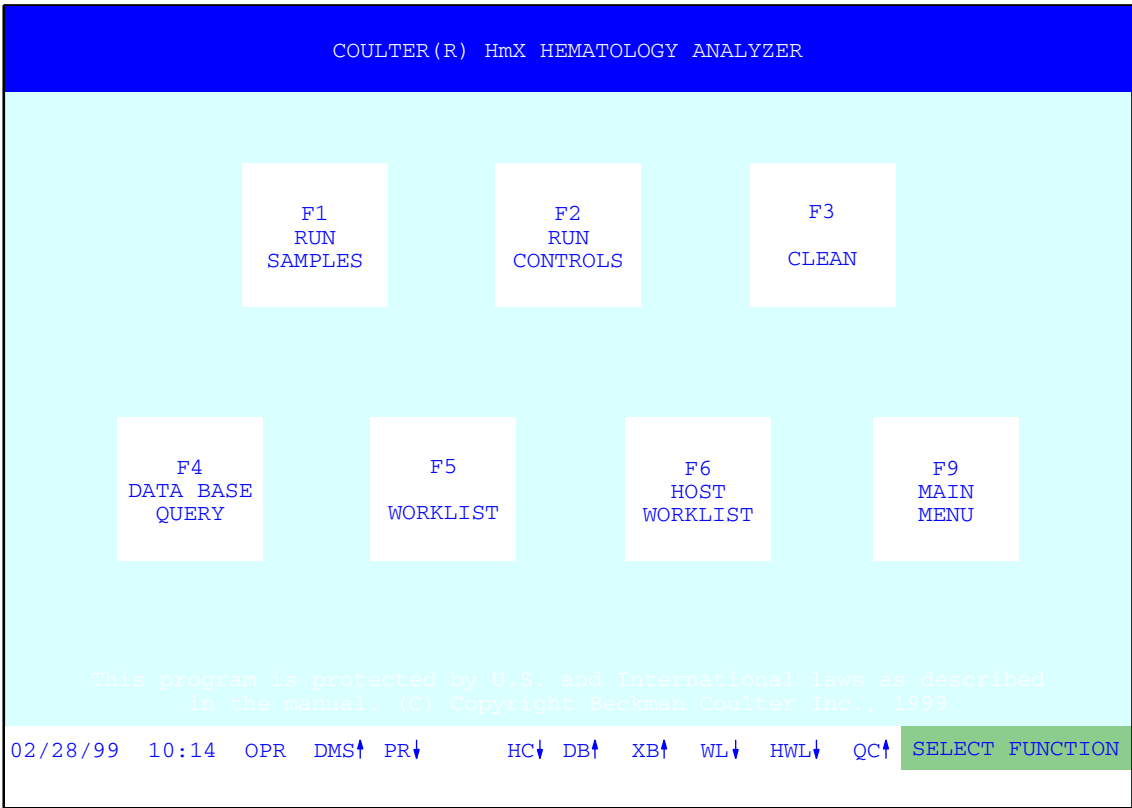 COULTER(R) HmX HEMATOLOGY ANALYZER
F1
RUN
SAMPLES
F2
RUN
CONTROLS
F3
CLEAN
F4
DATA BASE
QUERY
F5
WORKLIST
F6
HOST
WORKLIST
F9
MAIN
MENU
This program is protected by U.S. and International laws as described
in the manual. (C) Copyright Beckman Coulter Inc., 1999
02/28/99 10:14 OPR DMS↑ PR↓ HC↓ DB↑ XB↑ WL↓ HWL↓ QC↑ SELECT FUNCTION